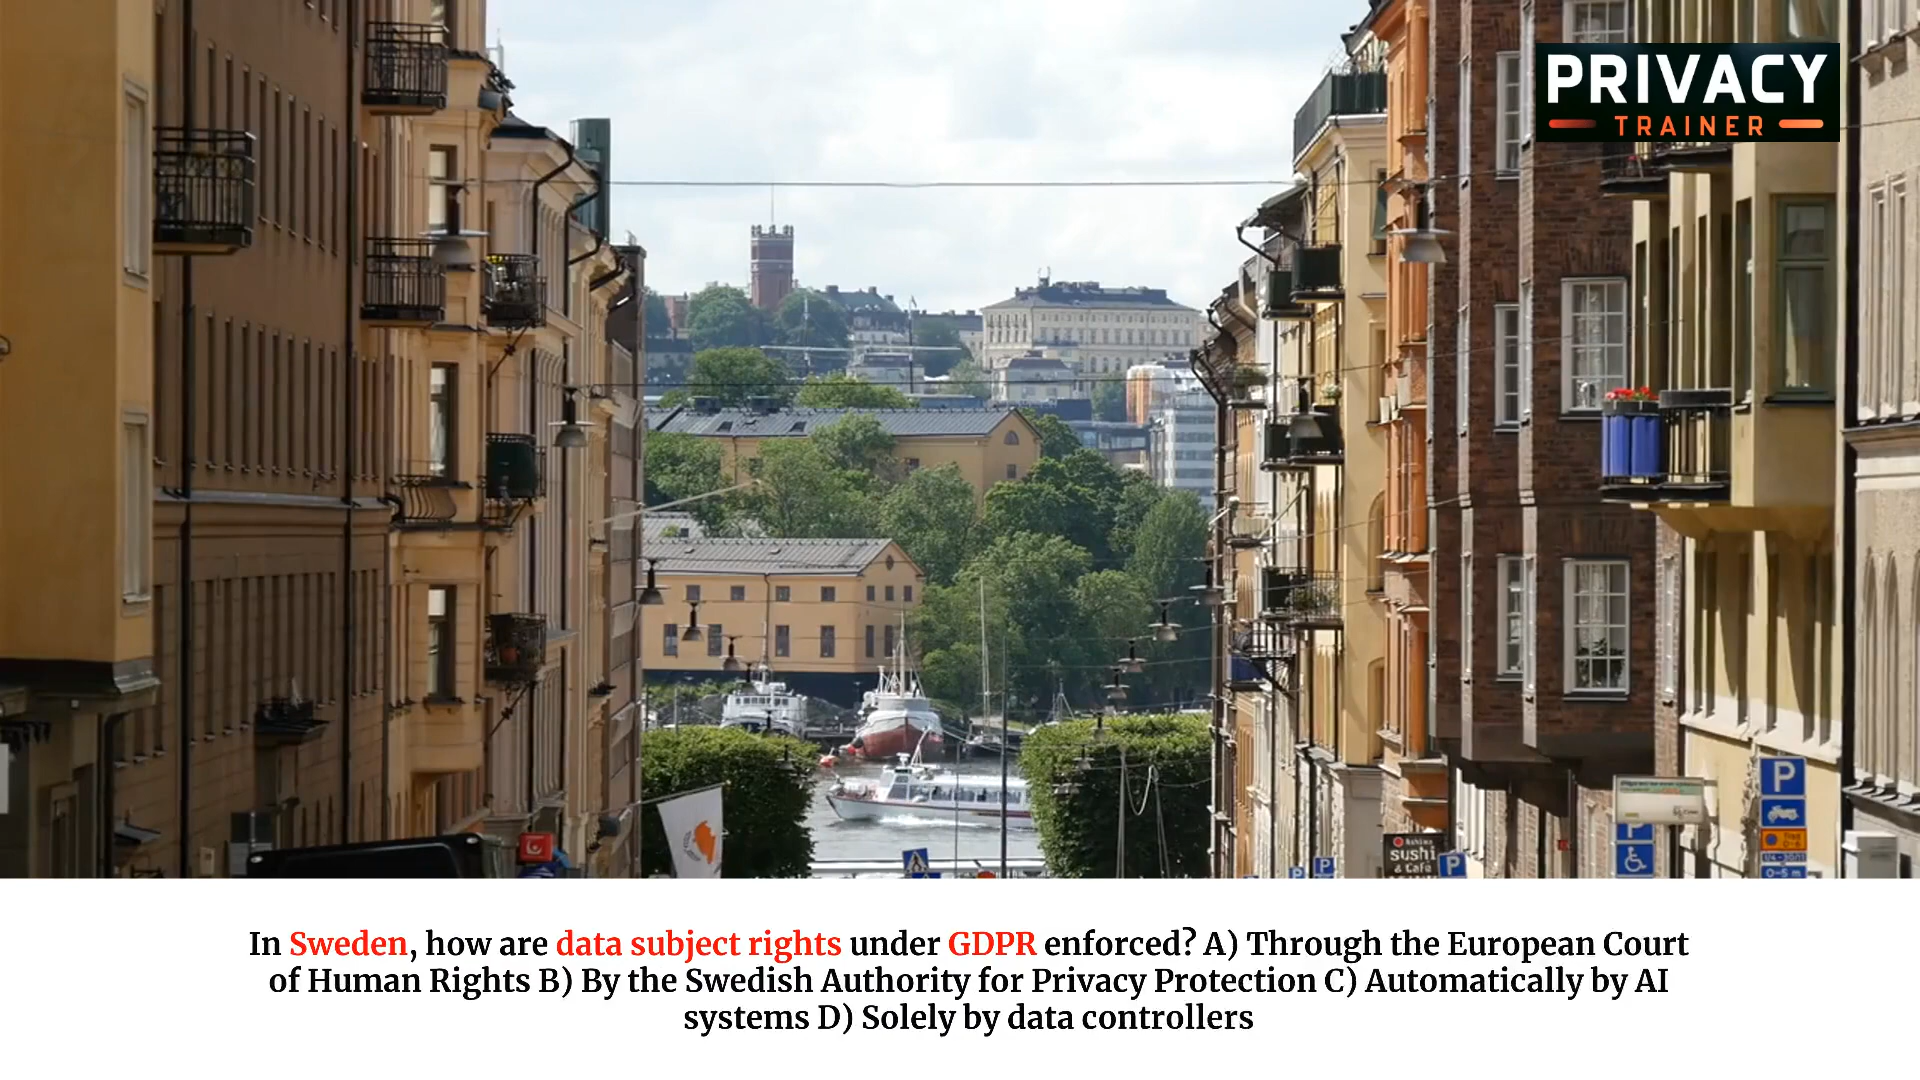 PRIVACY
TRAINER
P
P
sushi
& Café
P
P
In Sweden, how are data subject rights under GDPR enforced? A) Through the European Court
of Human Rights B) By the Swedish Authority for Privacy Protection C) Automatically by AI
systems D) Solely by data controllers